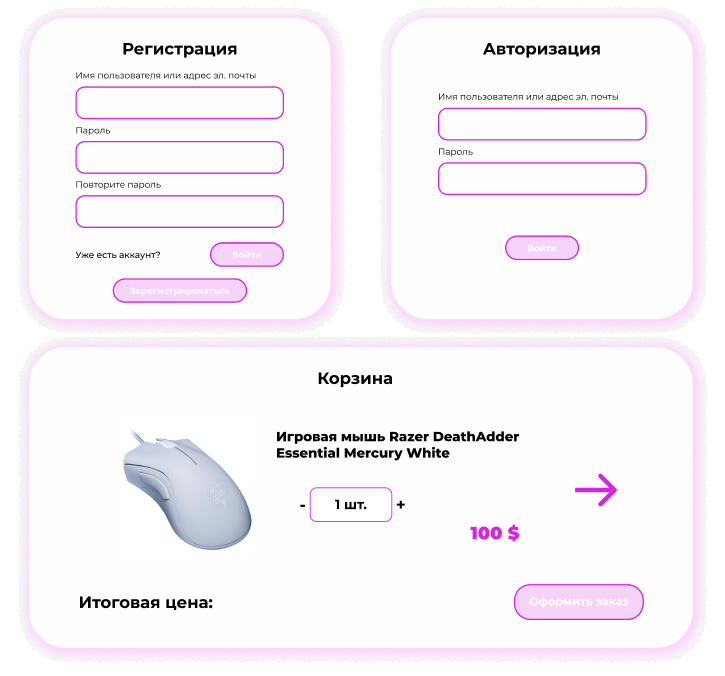 Регистрация
Имя пользователя или адрес эл. почты
Пароль
Повторите пароль
Уже есть аккаунт?
Войти
Зарегистрироваться
Авторизация
Имя пользователя или адрес эл. почты
Пароль
Войти
Корзина
Игровая мышь Razer DeathAdder
Essential Mercury White
- 1 шт. +
100 $
Итоговая цена:
Оформить заказ